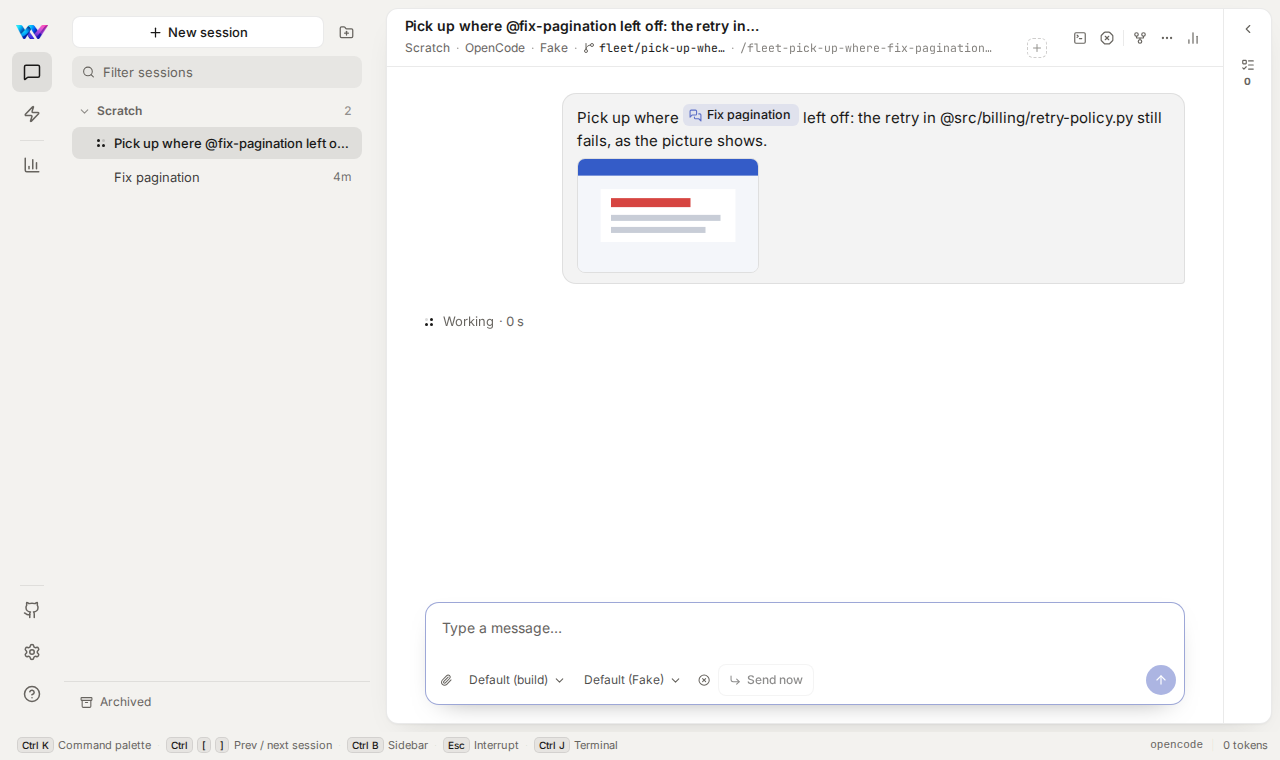 New session
Filter sessions
Scratch 2
Pick up where @fix-pagination left o...
Fix pagination 4m
Archived
Pick up where @fix-pagination left off: the retry in...
Scratch · OpenCode · Fake · fleet/pick-up-whe… · /fleet-pick-up-where-fix-pagination…
0
Pick up where Fix pagination left off: the retry in @src/billing/retry-policy.py still
fails, as the picture shows.
Working · 0 s
Type a message...
Default (build) Default (Fake) Send now
Ctrl K Command palette Ctrl [ ] Prev / next session Ctrl B Sidebar Esc Interrupt Ctrl J Terminal opencode 0 tokens